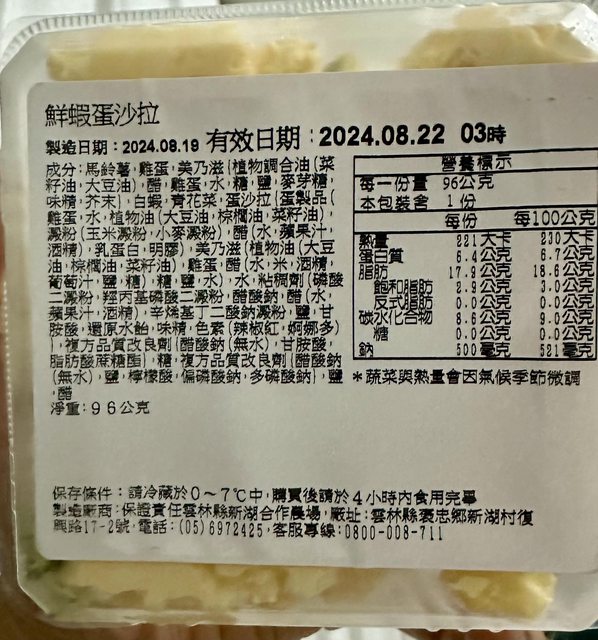 鮮蝦蛋沙拉
製造日期：2024.08.19 有效日期：2024.08.22 03時
成分：馬鈴薯，雞蛋，美乃滋{植物調合油(菜
籽油，大豆油)，醋，雞蛋，水，糖，鹽，麥芽糖，
味精，芥末}，白蝦，青花菜，蛋沙拉{蛋製品(
雞蛋，水，植物油(大豆油，棕櫚油，菜籽油)，
澱粉(玉米澱粉，小麥澱粉)，醋(水，蘋果汁，
酒精)，乳蛋白，明膠)，美乃滋(植物油(大豆
油，棕櫚油，菜籽油)，雞蛋，醋(水，米，酒精，
葡萄汁，鹽，糖)，糖，鹽，水)，水，粘稠劑(磷酸
二澱粉，羥丙基磷酸二澱粉，醋酸鈉，醋(水，
蘋果汁，酒精)，辛烯基丁二酸鈉澱粉，鹽，甘
胺酸，還原水飴，味精，色素(辣椒紅，婀娜多)
)，複方品質改良劑(醋酸鈉(無水)，甘胺酸，
脂肪酸蔗糖酯)，糖，複方品質改良劑{醋酸鈉
(無水)，鹽，檸檬酸，偏磷酸鈉，多磷酸鈉}，鹽
，醋
淨重：96公克
營養標示
每一份量 96公克
本包裝含 1份
每份 每100公克
熱量 221大卡 230大卡
蛋白質 6.4公克 6.7公克
脂肪 17.9公克 18.6公克
飽和脂肪 2.9公克 3.0公克
反式脂肪 0.0公克 0.0公克
碳水化合物 8.0公克 9.0公克
糖 0.0公克 0.0公克
鈉 500毫克 521毫克
＊蔬菜與熱量會因氣候季節微調
保存條件：請冷藏於0～7℃中，購買後請於4小時內食用完畢
製造廠商：保證責任雲林縣新湖合作農場，廠址：雲林縣褒忠鄉新湖村復
興路17-2號，電話：(05)6972425，客服專線：0800-008-711